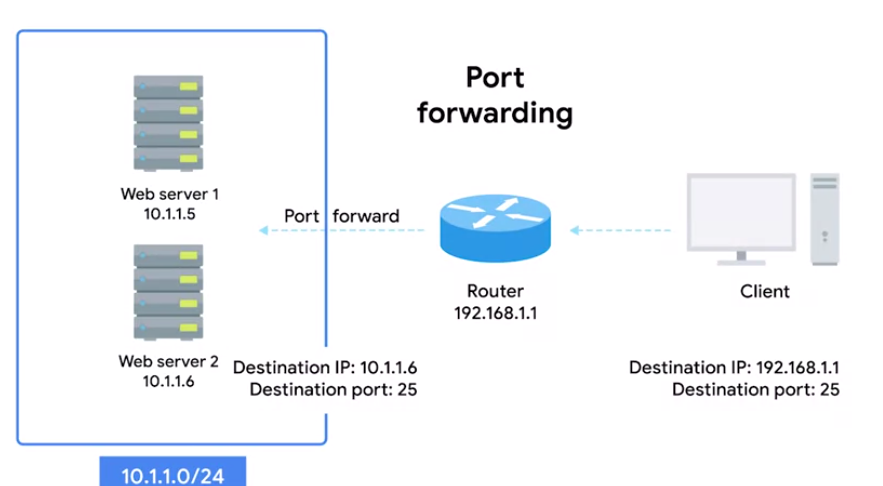 Port
forwarding
Web server 1
10.1.1.5
Port forward
Router
192.168.1.1
Client
Web server 2
10.1.1.6
Destination IP: 10.1.1.6
Destination port: 25
Destination IP: 192.168.1.1
Destination port: 25
10.1.1.0/24